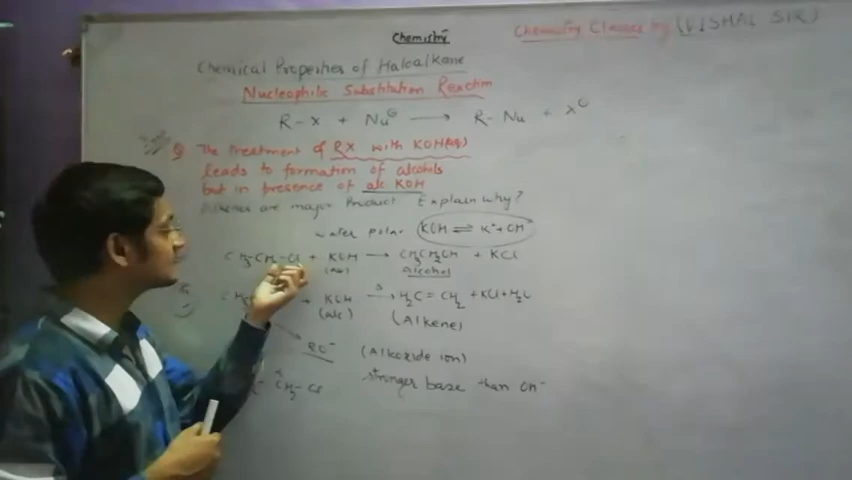 Chemistry
Chemistry Classes by (VISHAL SIR)
Chemical Properties of Haloalkane
Nucleophilic Substitution Reaction
R-X + Nu⊖ → R-Nu + X⊖
Q The treatment of RX with KOH(aq)
leads to formation of alcohols
but in presence of alc KOH
Alkenes are major Product Explain why?
water polar KOH ⇌ K⁺ + OH⁻
CH₃-CH₂-Cl + KOH → CH₃CH₂OH + KCl
(aq) alcohol
+ KOH →Δ H₂C=CH₂ + KCl + H₂O
(alc) (Alkene)
RO⁻ (Alkoxide ion)
CH₂-Cl stronger base than OH⁻